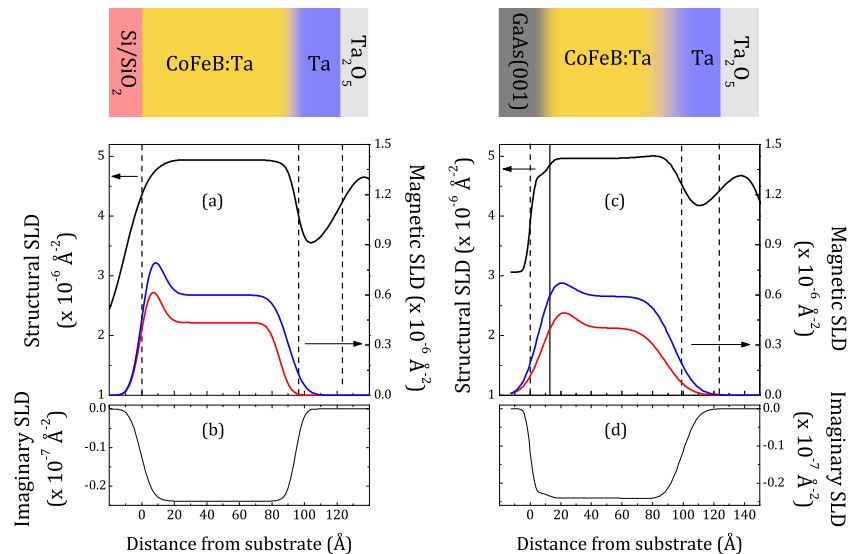 Si/SiO2
CoFeB:Ta
Ta
Ta2O5
GaAs(001)
CoFeB:Ta
Ta
Ta2O5
Structural SLD
(x 10-6 Å-2)
5
4
3
2
1
(a)
1.5
1.2
0.9
0.6
0.3
0.0
Magnetic SLD
(x 10-6 Å-2)
Structural SLD (x 10-6 Å-2)
5
4
3
2
1
(c)
1.5
1.2
0.9
0.6
0.3
0.0
Magnetic SLD
(x 10-6 Å-2)
Imaginary SLD
(x 10-7 Å-2)
0.0
-0.1
-0.2
(b)
0 20 40 60 80 100 120
Distance from substrate (Å)
(d)
0.0
-0.1
-0.2
Imaginary SLD
(x 10-7 Å-2)
-20 0 20 40 60 80 100 120 140
Distance from substrate (Å)